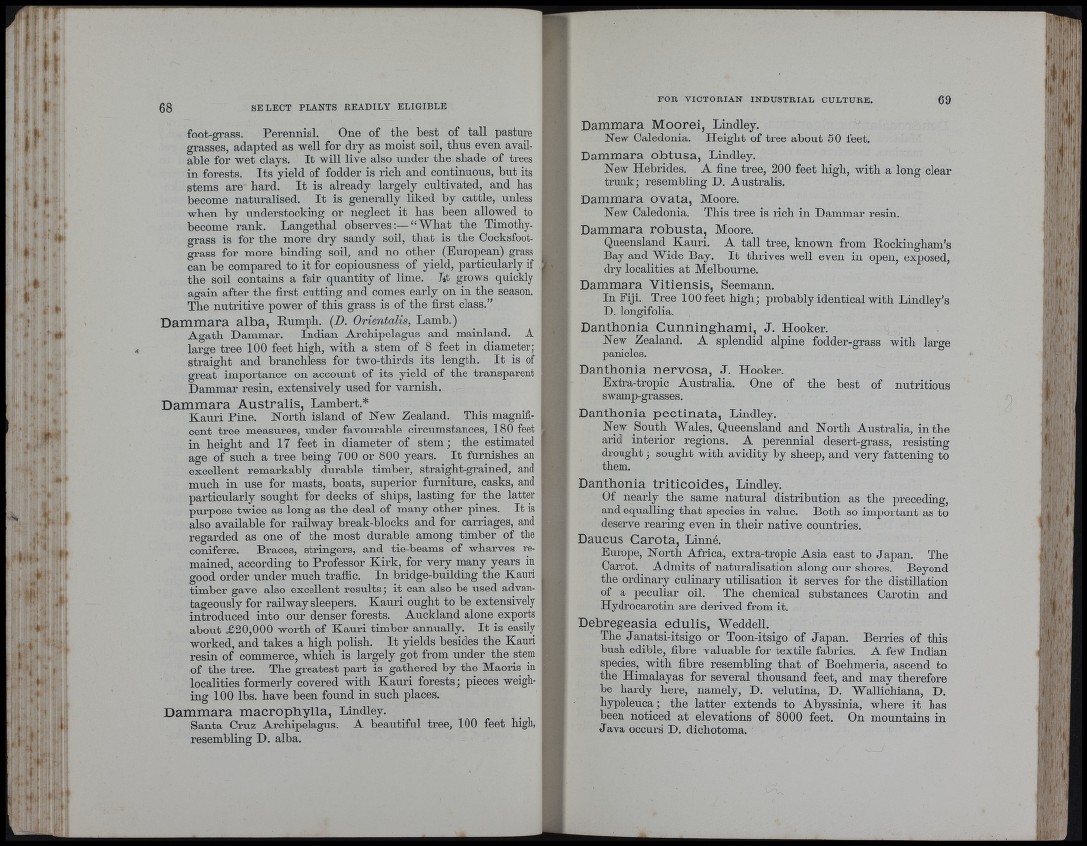 68
SELECT PLANTS READILY ELIGIBLE
foot-grass. Perennial. One of the best of tall pasture
grasses, adapted as well for dry as moist soil, thus even avail-
able for wet clays. It will live also under the shade of trees
in forests. Its yield of fodder is rich and continuous, but its
stems are hard. It is already largely cultivated, and has
become naturalised. It is generally liked by cattle, unless
when by understocking or neglect it has been allowed to
become rank. Langethal observes:—"What the Timothy-
grass is for the more dry sandy soil, that is the Cocksfoot-
grass for more binding soil, and no other (European) grass
can be compared to it for copiousness of yield, particularly if
the soil contains a fair quantity of lime. It grows quickly
again after the first cutting and comes early on in the season.
The nutritive power of this grass is of the first class."
Dammara alba, Rumph. (D. Orientalis, Lamb.)
Agath Dammar. Indian Archipelagus and mainland. A
large tree 100 feet high, with a stem of 8 feet in diameter;
straight and branchless for two-thirds its length. It is of
great importance on account of its yield of the transparent
Dammar resin, extensively used for varnish.
Dammara Australis, Lambert.*
Kauri Pine. North island of New Zealand. This magnifi-
cent tree measures, under favourable circumstances, 180 feet
in height and 17 feet in diameter of stem; the estimated
age of such a tree being 700 or 800 years. It furnishes an
excellent remarkably durable timber, straight-grained, and
much in use for masts, boats, superior furniture, casks, and
particularly sought for decks of ships, lasting for the latter
purpose twice as long as the deal of many other pines. It is
also available for railway break-blocks and for carriages, and
regarded as one of the most durable among timber of the
coniferæ. Braces, stringers, and tie-beams of wharves re-
mained, according to Professor Kirk, for very many years in
good order under much traffic. In bridge-building the Kauri
timber gave also excellent results; it can also be used advan-
tageously for railway sleepers. Kauri ought to be extensively
introduced into our denser forests. Auckland alone exports
about £20,000 worth of Kauri timber annually. It is easily
worked, and takes a high polish. It yields besides the Kauri
resin of commerce, which is largely got from under the stem
of the tree. The greatest part is gathered by the Maoris in
localities formerly covered with Kauri forests; pieces weigh-
ing 100 lbs. have been found in such places.
Dammara macrophylla, Lindley.
Santa Cruz Archipelagus. A beautiful tree, 100 feet high,
resembling D. alba.
FOR VICTORIAN INDUSTRIAL CULTURE.
69
Dammara Moorei, Lindley.
New Caledonia. Height of tree about 50 feet.
Dammara obtusa, Lindley.
New Hebrides. A fine tree, 200 feet high, with a long clear
trunk; resembling D. Australis.
Dammara ovata, Moore.
New Caledonia. This tree is rich in Dammar resin.
Dammara robusta, Moore.
Queensland Kauri. A tall tree, known from Rockingham's
Bay and Wide Bay. It thrives well even in open, exposed,
dry localities at Melbourne.
Dammara Vitiensis, Seemann.
In Fiji. Tree 100 feet high; probably identical with Lindley's
D. longifolia.
Danthonia Cunninghami, J. Hooker.
New Zealand. A splendid alpine fodder-grass with large
panicles.
Danthonia nervosa, J. Hooker.
Extra-tropic Australia. One of the best of nutritious
swamp-grasses.
Danthonia pectinata, Lindley.
New South Wales, Queensland and North Australia, in the
arid interior regions. A perennial desert-grass, resisting
drought; sought with avidity by sheep, and very fattening to
them.
Danthonia triticoides, Lindley.
Of nearly the same natural distribution as the preceding,
and equalling that species in value. Both so important as to
deserve rearing even in their native countries.
Daucus Carota, Linné.
Europe, North Africa, extra-tropic Asia east to Japan. The
Carrot. Admits of naturalisation along our shores. Beyond
the ordinary culinary utilisation it serves for the distillation
of a peculiar oil. The chemical substances Carotin and
Hydrocarotin are derived from it.
Debregeasia edulis, Weddell.
The Janatsi-itsigo or Toon-itsigo of Japan. Berries of this
bush edible, fibre valuable for textile fabrics. A few Indian
species, with fibre resembling that of Boehmeria, ascend to
the Himalayas for several thousand feet, and may therefore
be hardy here, namely, D. velutina, D. Wallichiana, D.
hypoleuca; the latter extends to Abyssinia, where it has
been noticed at elevations of 8000 feet. On mountains in
Java occurs D. dichotoma.